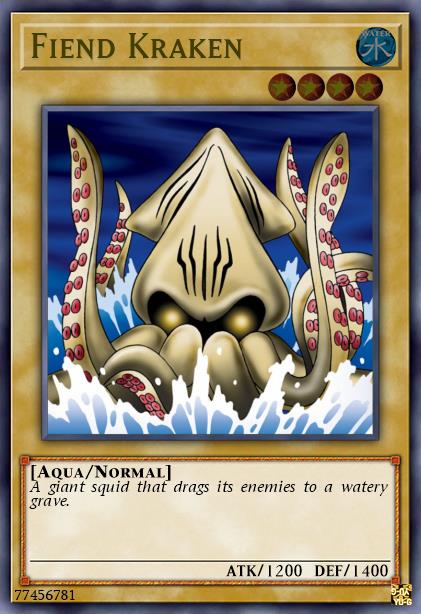 Fiend Kraken
WATER
水
[Aqua/Normal]
A giant squid that drags its enemies to a watery
grave.
ATK/1200 DEF/1400
77456781